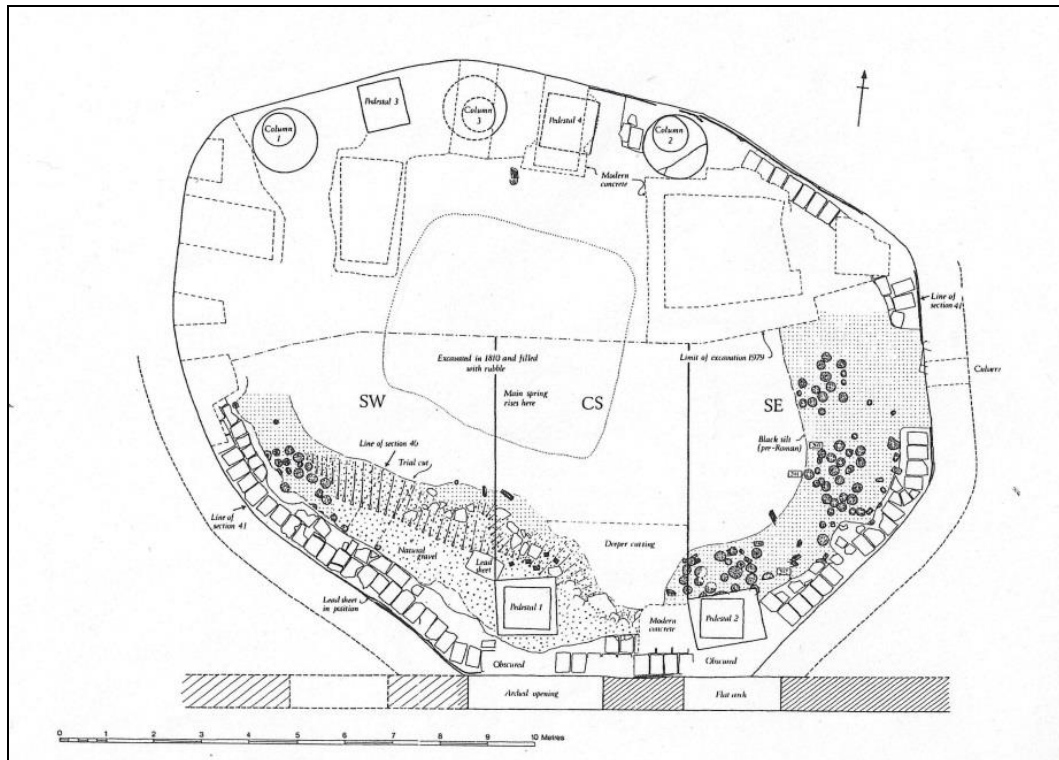 Pedestal 3
Column
3
Pedestal 4
Column
1
Column
2
Modern
concrete
Line of
section 41
Excavated in 1810 and filled
with rubble
Limit of excavation 1979
Culvert
Main spring
rises here
SW
CS
SE
Line of section 46
Trial cut
Black silt
(pre-Roman)
Line of
section 41
Natural
gravel
Deeper cutting
Lead
sheet
Lead sheet
in position
Pedestal 1
Modern
concrete
Pedestal 2
Obscured
Obscured
Arched opening
Flat arch
0 1 2 3 4 5 6 7 8 9 10 Metres